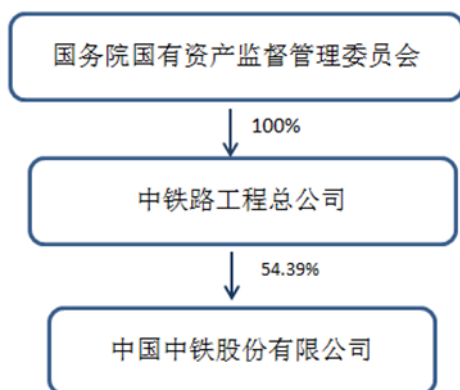 国务院国有资产监督管理委员会
100%
中铁路工程总公司
54.39%
中国中铁股份有限公司